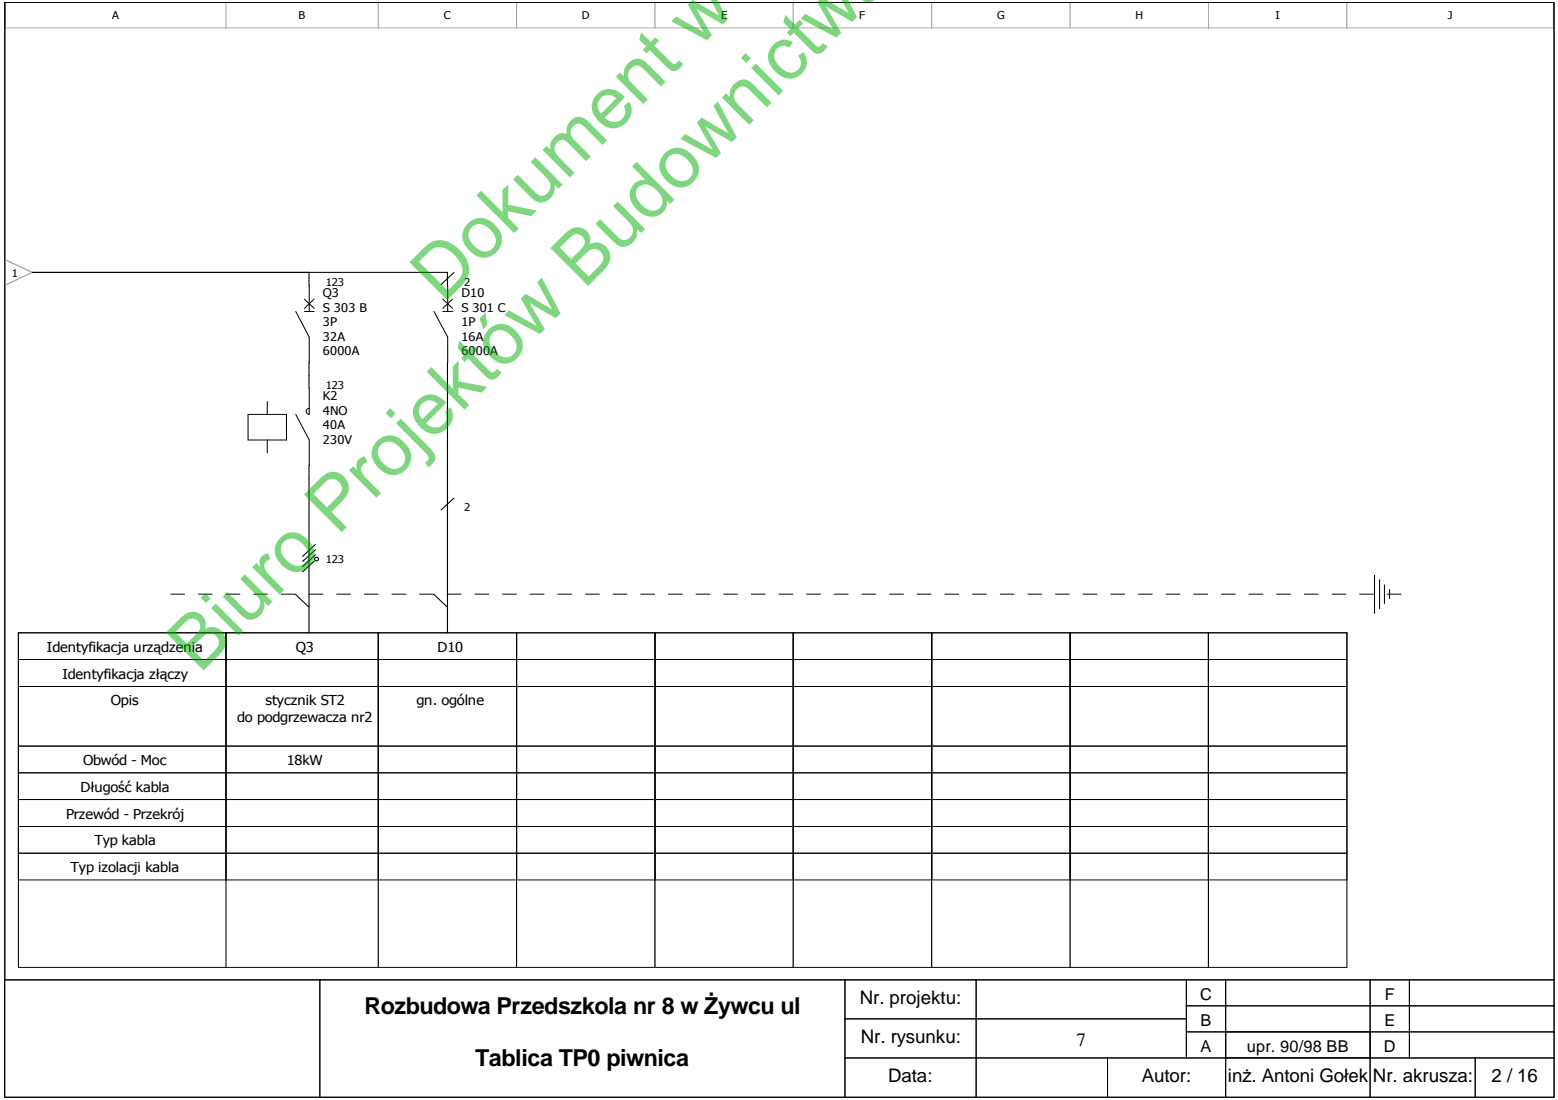 A B C D E F G H I J
Dokument w
Biuro Projektów Budownictw
1
123
Q3
S 303 B
3P
32A
6000A
2
D10
S 301 C
1P
16A
6000A
123
K2
4NO
40A
230V
2
123
Identyfikacja urządzenia Q3 D10
Identyfikacja złączy
Opis stycznik ST2 gn. ogólne
do podgrzewacza nr2
Obwód - Moc 18kW
Długość kabla
Przewód - Przekrój
Typ kabla
Typ izolacji kabla
Rozbudowa Przedszkola nr 8 w Żywcu ul
Tablica TP0 piwnica
Nr. projektu: C F
B E
Nr. rysunku: 7 A upr. 90/98 BB D
Data: Autor: inż. Antoni Gołek Nr. akrusza: 2 / 16